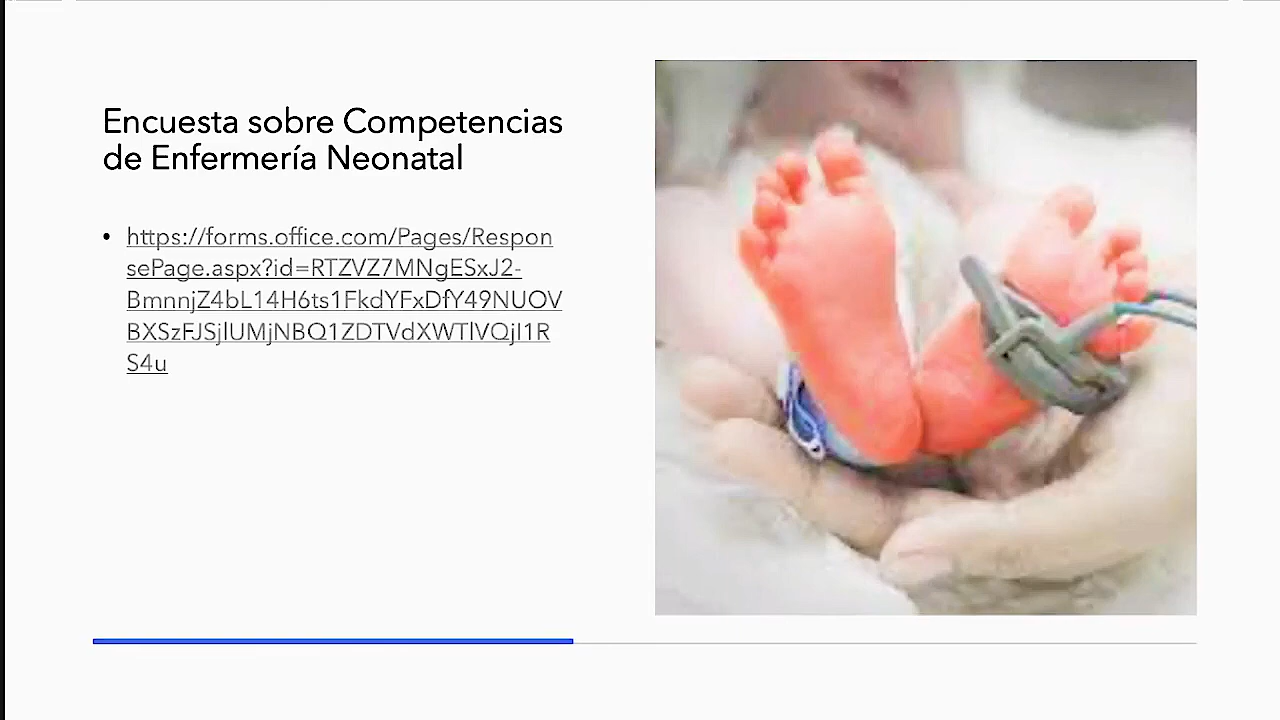 Encuesta sobre Competencias
de Enfermería Neonatal
• https://forms.office.com/Pages/Respon
sePage.aspx?id=RTZVZ7MNgESxJ2-
BmnnjZ4bL14H6ts1FkdYFxDfY49NUOV
BXSzFJSjlUMjNBQ1ZDTVdXWTlVQjI1R
S4u